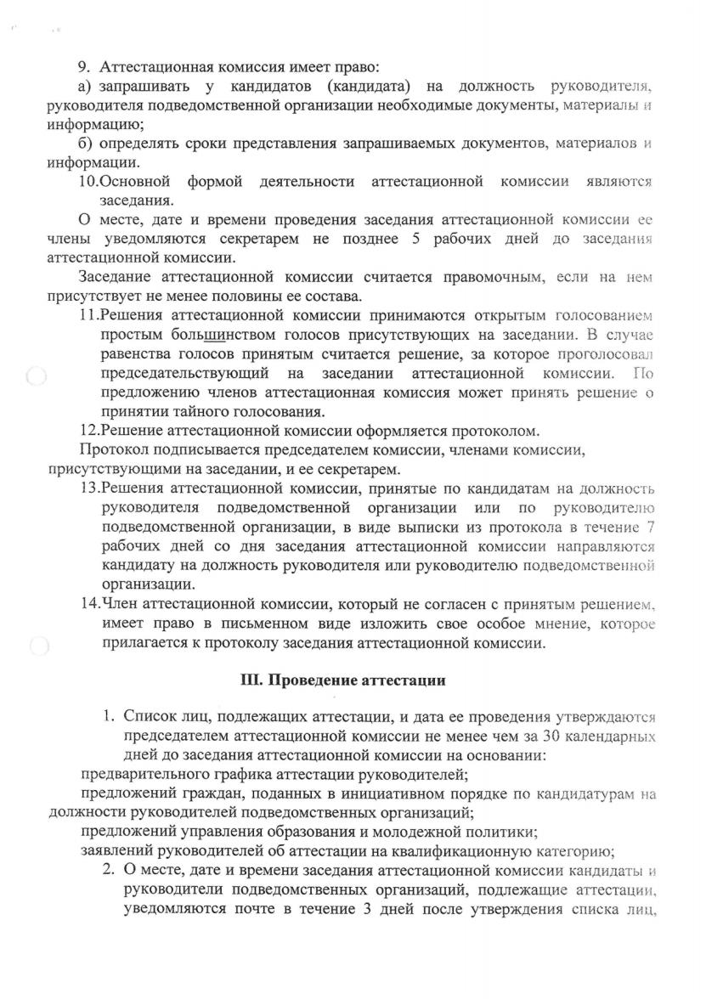 9. Аттестационная комиссия имеет право:
а) запрашивать у кандидатов (кандидата) на должность руководителя,
руководителя подведомственной организации необходимые документы, материалы и
информацию;
б) определять сроки представления запрашиваемых документов, материалов и
информации.
10.Основной формой деятельности аттестационной комиссии являются
заседания.
О месте, дате и времени проведения заседания аттестационной комиссии ее
члены уведомляются секретарем не позднее 5 рабочих дней до заседания
аттестационной комиссии.
Заседание аттестационной комиссии считается правомочным, если на нем
присутствует не менее половины ее состава.
11.Решения аттестационной комиссии принимаются открытым голосованием
простым большинством голосов присутствующих на заседании. В случае
равенства голосов принятым считается решение, за которое проголосовал
председательствующий на заседании аттестационной комиссии. По
предложению членов аттестационная комиссия может принять решение о
принятии тайного голосования.
12.Решение аттестационной комиссии оформляется протоколом.
Протокол подписывается председателем комиссии, членами комиссии,
присутствующими на заседании, и ее секретарем.
13.Решения аттестационной комиссии, принятые по кандидатам на должность
руководителя подведомственной организации или по руководителю
подведомственной организации, в виде выписки из протокола в течение 7
рабочих дней со дня заседания аттестационной комиссии направляются
кандидату на должность руководителя или руководителю подведомственной
организации.
14.Член аттестационной комиссии, который не согласен с принятым решением,
имеет право в письменном виде изложить свое особое мнение, которое
прилагается к протоколу заседания аттестационной комиссии.
III. Проведение аттестации
1. Список лиц, подлежащих аттестации, и дата ее проведения утверждаются
председателем аттестационной комиссии не менее чем за 30 календарных
дней до заседания аттестационной комиссии на основании:
предварительного графика аттестации руководителей;
предложений граждан, поданных в инициативном порядке по кандидатурам на
должности руководителей подведомственных организаций;
предложений управления образования и молодежной политики;
заявлений руководителей об аттестации на квалификационную категорию;
2. О месте, дате и времени заседания аттестационной комиссии кандидаты и
руководители подведомственных организаций, подлежащие аттестации,
уведомляются почте в течение 3 дней после утверждения списка лиц,